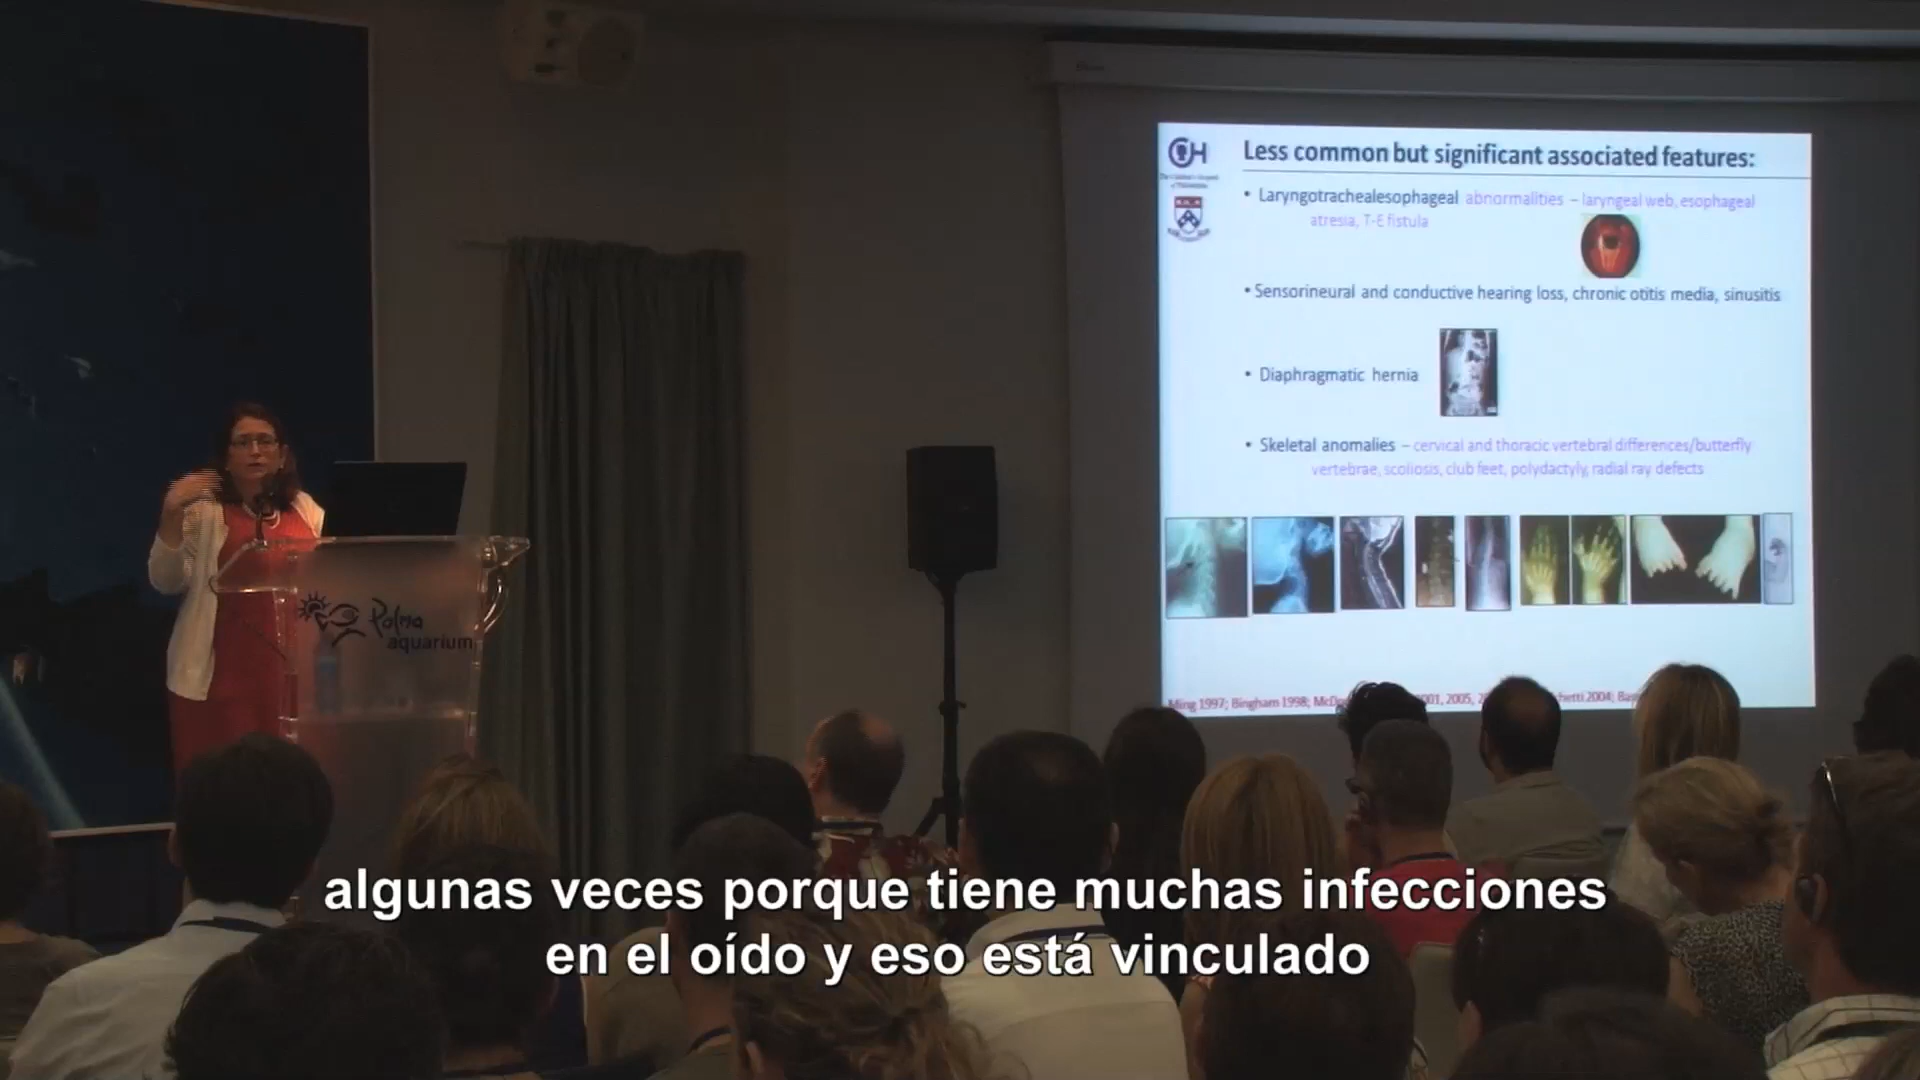 Less common but significant associated features:
• Laryngotrachealesophageal abnormalities – laryngeal web, esophageal
atresia, T-E fistula
• Sensorineural and conductive hearing loss, chronic otitis media, sinusitis
• Diaphragmatic hernia
• Skeletal anomalies – cervical and thoracic vertebral differences/butterfly
vertebrae, scoliosis, club feet, polydactyly, radial ray defects
Ming 1997; Bingham 1998; 2005, 2004;
Palma
aquarium
algunas veces porque tiene muchas infecciones
en el oído y eso está vinculado